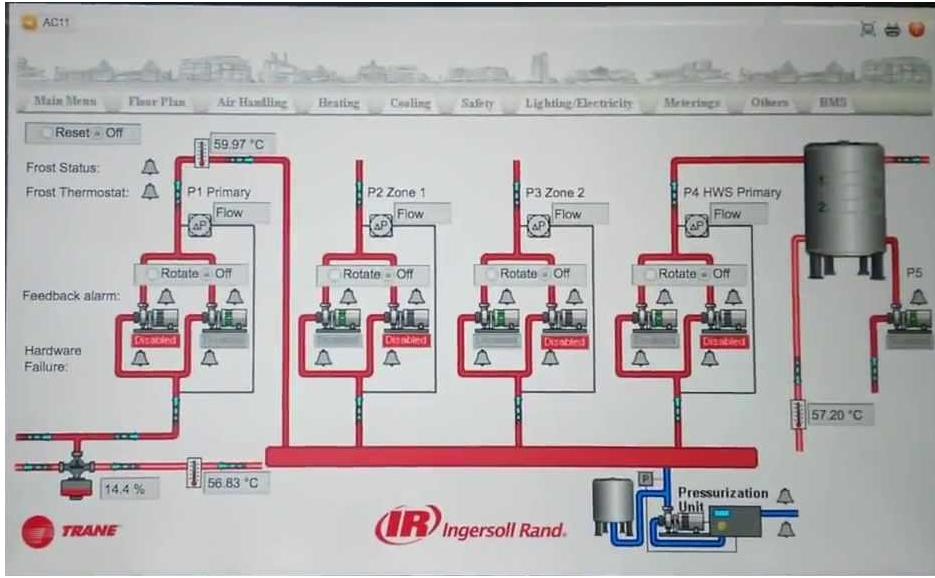 AC11
Main Menu Floor Plan Air Handling Heating Cooling Safety Lighting/Electricity Meterings Others BMS
Reset Off
59.97 °C
Frost Status:
Frost Thermostat:
P1 Primary
P2 Zone 1
P3 Zone 2
P4 HWS Primary
1
2
ΔP Flow
ΔP Flow
ΔP Flow
ΔP Flow
Rotate Off
Rotate Off
Rotate Off
Rotate Off
P5
Feedback alarm:
Disabled
Disabled
Disabled
Disabled
Hardware
Failure:
57.20 °C
14.4 %
56.83 °C
P
Pressurization
Unit
TRANE
IR Ingersoll Rand.